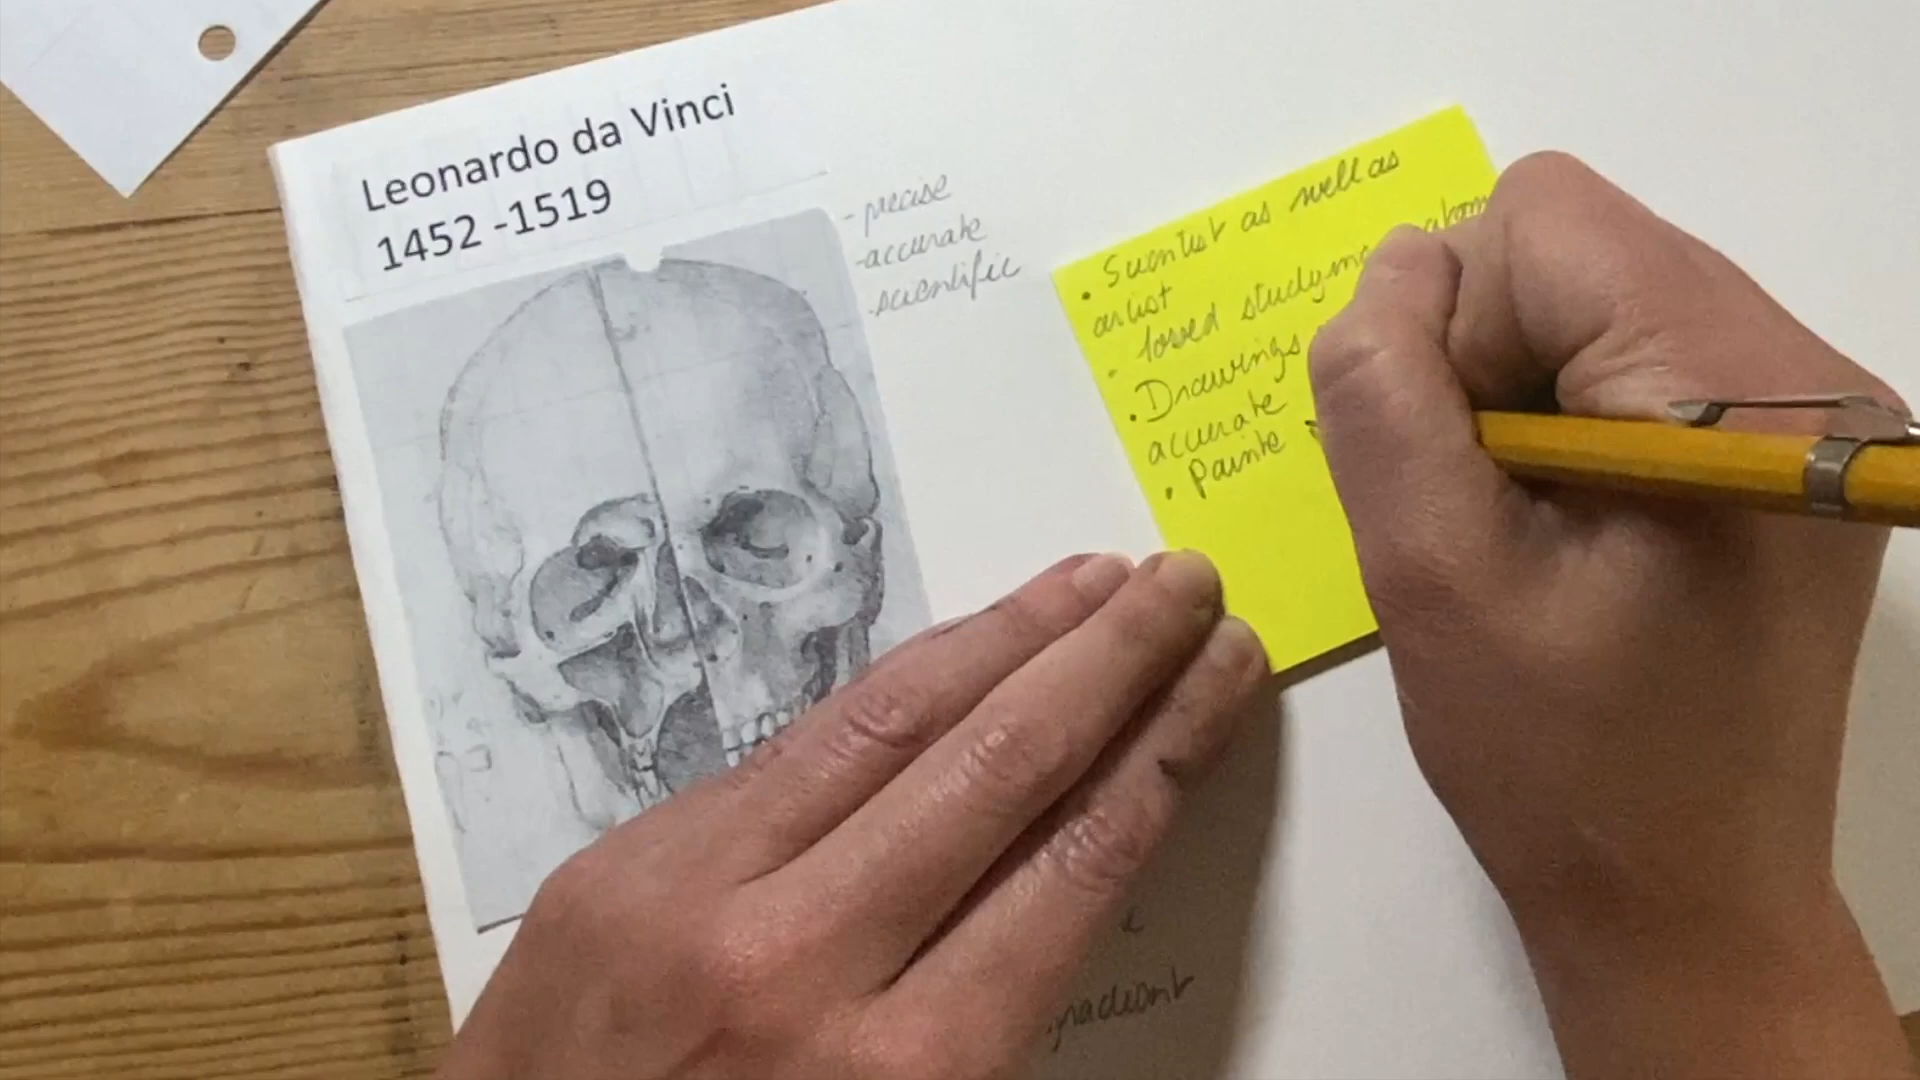 Leonardo da Vinci
1452 -1519
- precise
- accurate
- scientific
• Scientist as well as
artist
• loved studying
• Drawings
accurate
• Painte
gradient